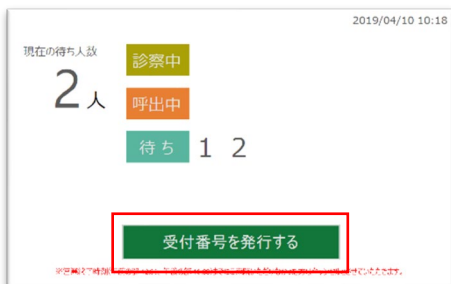 2019/04/10 10:18
現在の待ち人数
診察中
2人
呼出中
待ち 1 2
受付番号を発行する